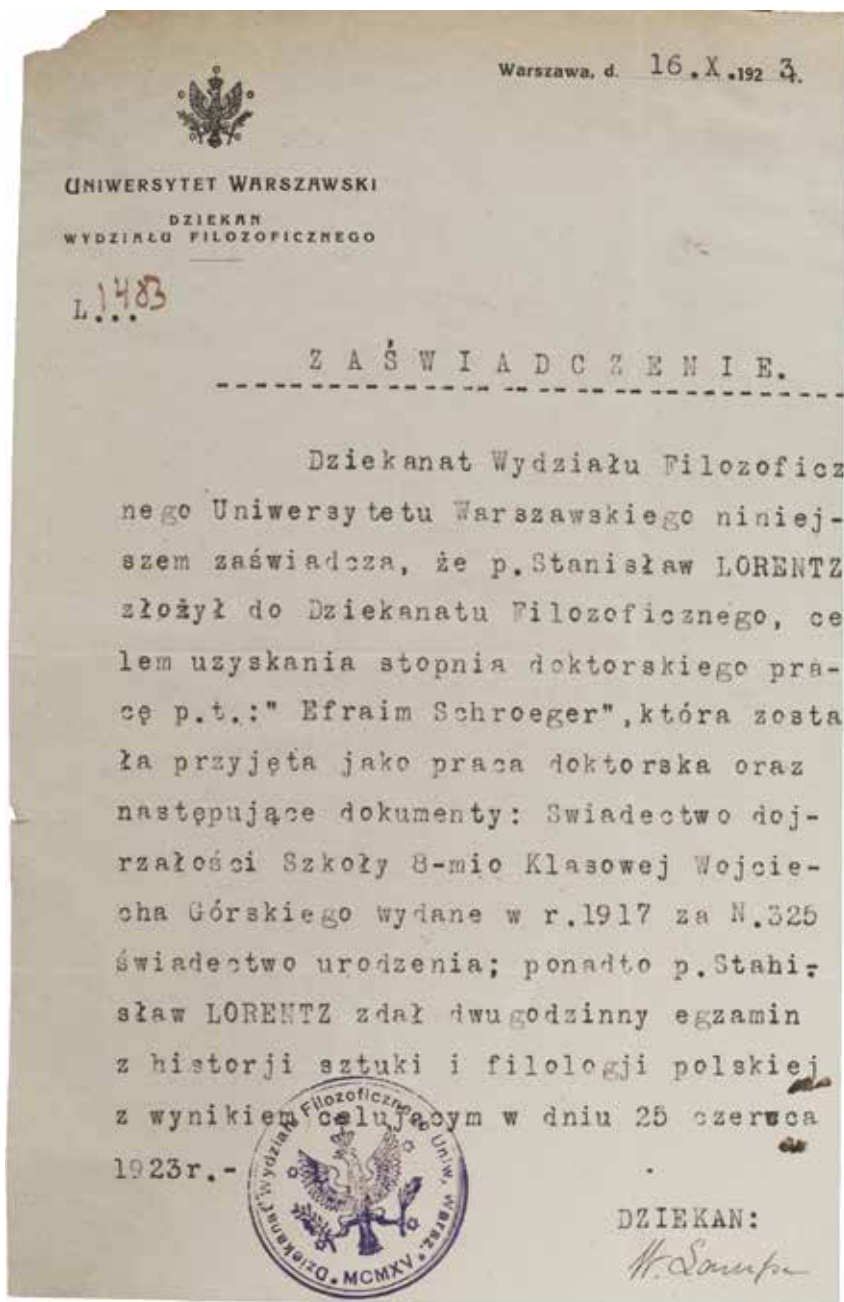 Warszawa, d. 16.X.1923.
UNIWERSYTET WARSZAWSKI
DZIEKAN
WYDZIAŁU FILOZOFICZNEGO
L...1483
ZAŚWIADCZENIE.
Dziekanat Wydziału Filozoficz
nego Uniwersytetu Warszawskiego niniej-
szem zaświadcza, że p.Stanisław LORENTZ
złożył do Dziekanatu Filozoficznego, ce
lem uzyskania stopnia doktorskiego pra-
cę p.t.:" Efraim Schroeger",która zosta
ła przyjęta jako praca doktorska oraz
następujące dokumenty: Swiadectwo doj-
rzałości Szkoły 8-mio Klasowej Wojcie-
cha Górskiego wydane w r.1917 za N.325
świadectwo urodzenia; ponadto p.Stahi-
sław LORENTZ zdał dwugodzinny egzamin
z historji sztuki i filologji polskiej
z wynikiem celującym w dniu 25 czerwca
1923r.-
Dziekanat Wydziału Filozoficznego Uniw. Warsz. MCMXV
DZIEKAN: